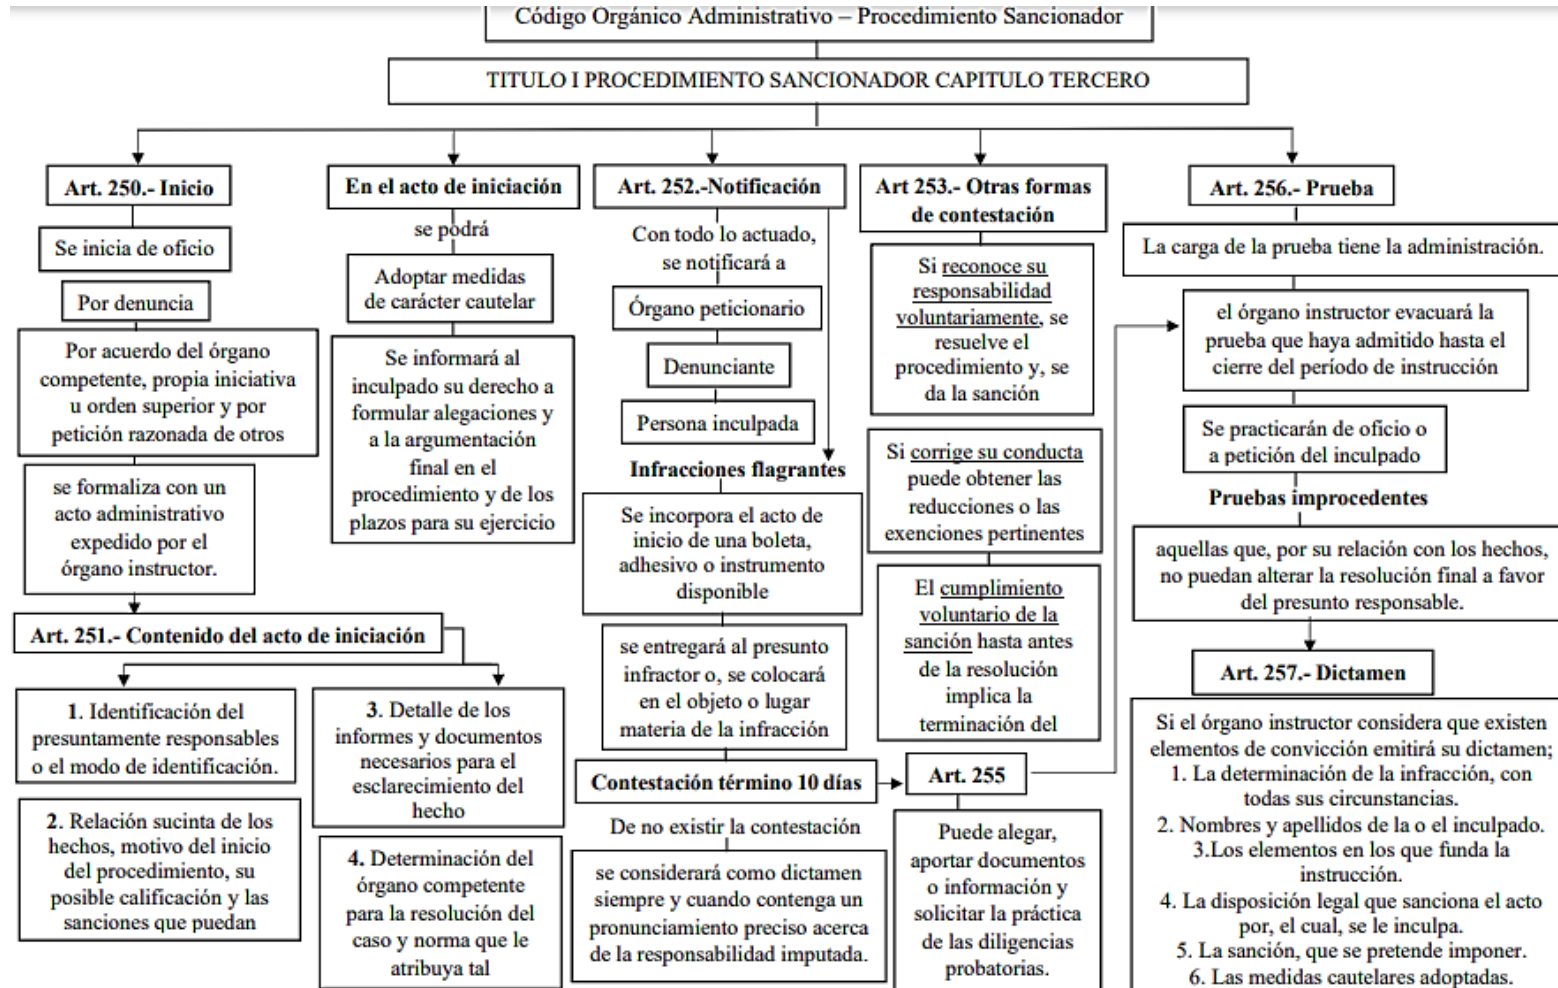 Código Orgánico Administrativo – Procedimiento Sancionador
TITULO I PROCEDIMIENTO SANCIONADOR CAPITULO TERCERO
Art. 250.- Inicio
Se inicia de oficio
Por denuncia
Por acuerdo del órgano
competente, propia iniciativa
u orden superior y por
petición razonada de otros
se formaliza con un
acto administrativo
expedido por el
órgano instructor.
Art. 251.- Contenido del acto de iniciación
1. Identificación del
presuntamente responsables
o el modo de identificación.
2. Relación sucinta de los
hechos, motivo del inicio
del procedimiento, su
posible calificación y las
sanciones que puedan
3. Detalle de los
informes y documentos
necesarios para el
esclarecimiento del
hecho
4. Determinación del
órgano competente
para la resolución del
caso y norma que le
atribuya tal
En el acto de iniciación
se podrá
Adoptar medidas
de carácter cautelar
Se informará al
inculpado su derecho a
formular alegaciones y
a la argumentación
final en el
procedimiento y de los
plazos para su ejercicio
Art. 252.-Notificación
Con todo lo actuado,
se notificará a
Órgano peticionario
Denunciante
Persona inculpada
Infracciones flagrantes
Se incorpora el acto de
inicio de una boleta,
adhesivo o instrumento
disponible
se entregará al presunto
infractor o, se colocará
en el objeto o lugar
materia de la infracción
Contestación término 10 días
De no existir la contestación
se considerará como dictamen
siempre y cuando contenga un
pronunciamiento preciso acerca
de la responsabilidad imputada.
Art 253.- Otras formas
de contestación
Si reconoce su
responsabilidad
voluntariamente, se
resuelve el
procedimiento y, se
da la sanción
Si corrige su conducta
puede obtener las
reducciones o las
exenciones pertinentes
El cumplimiento
voluntario de la
sanción hasta antes
de la resolución
implica la
terminación del
Art. 255
Puede alegar,
aportar documentos
o información y
solicitar la práctica
de las diligencias
probatorias.
Art. 256.- Prueba
La carga de la prueba tiene la administración.
el órgano instructor evacuará la
prueba que haya admitido hasta el
cierre del período de instrucción
Se practicarán de oficio o
a petición del inculpado
Pruebas improcedentes
aquellas que, por su relación con los hechos,
no puedan alterar la resolución final a favor
del presunto responsable.
Art. 257.- Dictamen
Si el órgano instructor considera que existen
elementos de convicción emitirá su dictamen;
1. La determinación de la infracción, con
todas sus circunstancias.
2. Nombres y apellidos de la o el inculpado.
3.Los elementos en los que funda la
instrucción.
4. La disposición legal que sanciona el acto
por, el cual, se le inculpa.
5. La sanción, que se pretende imponer.
6. Las medidas cautelares adoptadas.